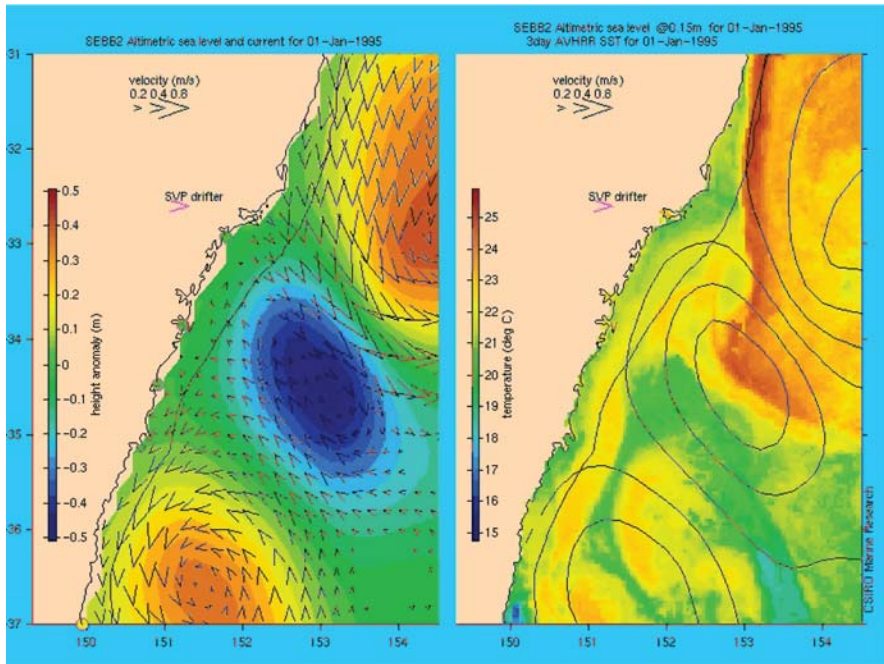 SEBB2 Altimetric sea level and current for 01-Jan-1995
velocity (m/s)
0.2 0.4 0.8
SVP drifter
height anomaly (m)
0.5
0.4
0.3
0.2
0.1
0
-0.1
-0.2
-0.3
-0.4
-0.5
-31
-32
-33
-34
-35
-36
-37
150 151 152 153 154
SEBB2 Altimetric sea level @0.15m for 01-Jan-1995
3day AVHRR SST for 01-Jan-1995
velocity (m/s)
0.2 0.4 0.8
SVP drifter
temperature (deg C)
25
24
23
22
21
20
19
18
17
16
15
150 151 152 153 154
CSIRO Marine Research